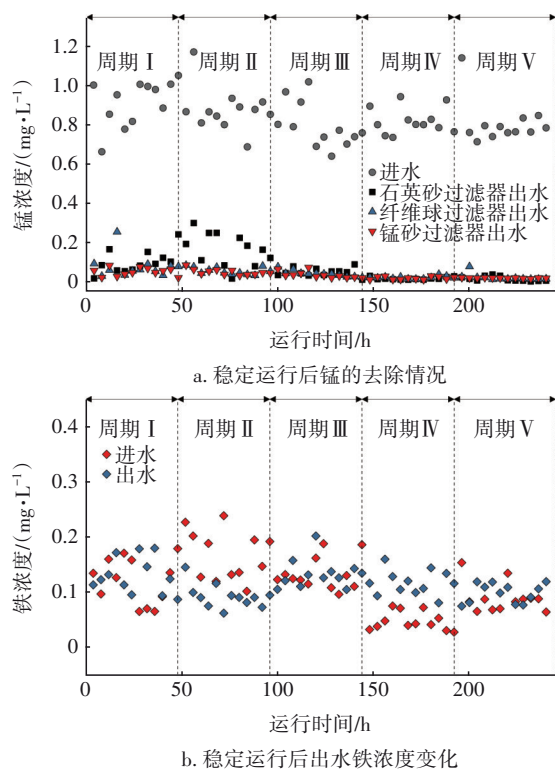 周期Ⅰ 周期Ⅱ 周期Ⅲ 周期Ⅳ 周期Ⅴ
1.2
1.0
0.8
0.6
0.4
0.2
0
锰浓度/(mg·L⁻¹)
进水
石英砂过滤器出水
纤维球过滤器出水
锰砂过滤器出水
0 50 100 150 200
运行时间/h
a. 稳定运行后锰的去除情况
周期Ⅰ 周期Ⅱ 周期Ⅲ 周期Ⅳ 周期Ⅴ
0.4
0.3
0.2
0.1
0
铁浓度/(mg·L⁻¹)
进水
出水
0 50 100 150 200
运行时间/h
b. 稳定运行后出水铁浓度变化